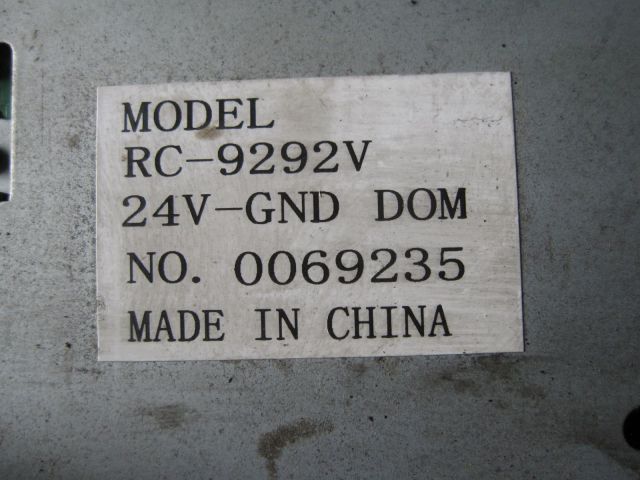 MODEL
RC-9292V
24V-GND DOM
NO. 0069235
MADE IN CHINA